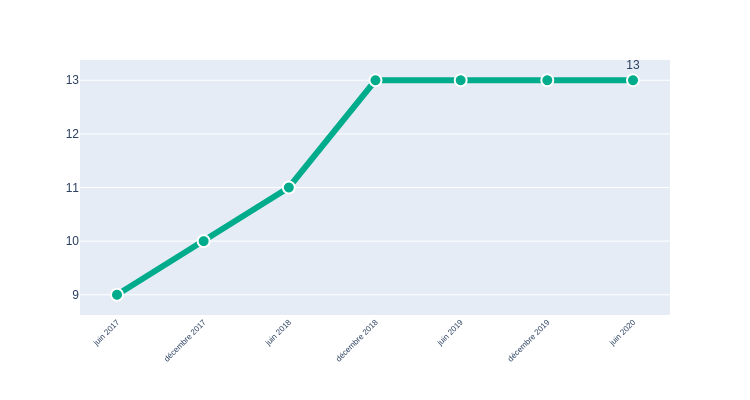 13
13
12
11
10
9
juin 2017
décembre 2017
juin 2018
décembre 2018
juin 2019
décembre 2019
juin 2020